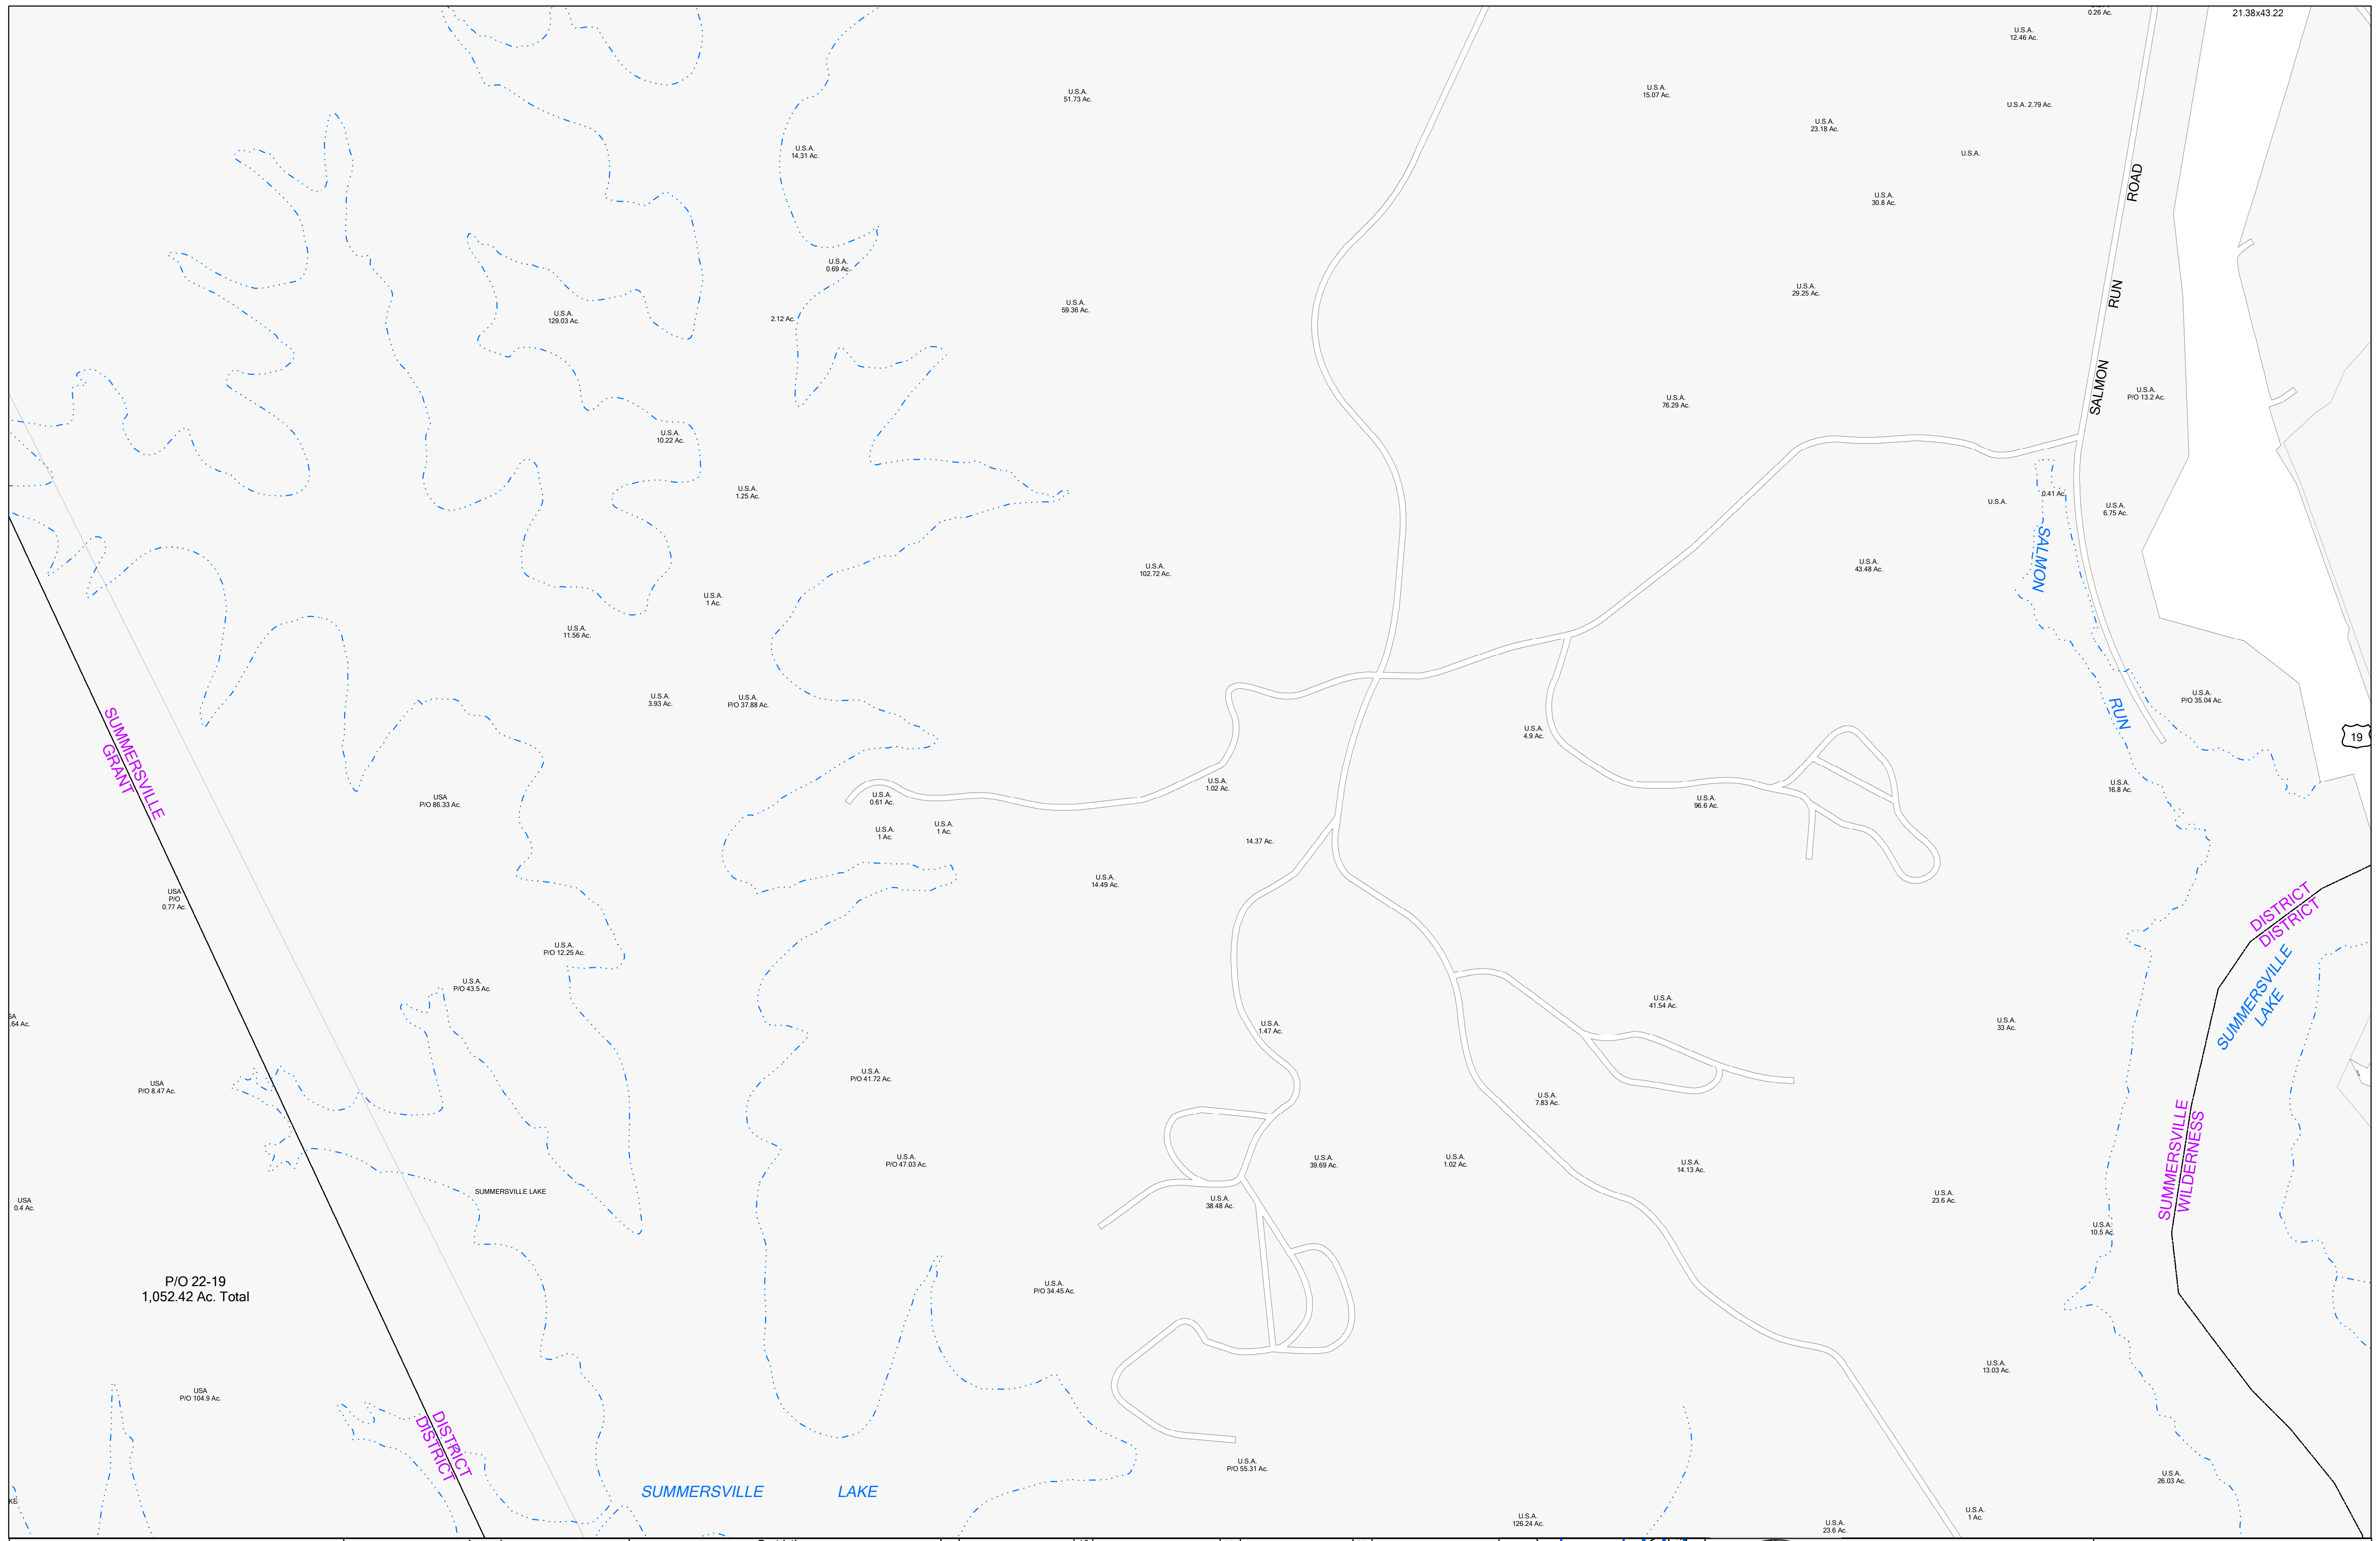 0.26 Ac.
21.38x43.22
U.S.A.
12.46 Ac.
U.S.A.
51.73 Ac.
U.S.A.
15.07 Ac.
U.S.A. 2.79 Ac.
U.S.A.
23.18 Ac.
U.S.A.
14.31 Ac.
U.S.A.
U.S.A.
30.8 Ac.
SALMON RUN ROAD
U.S.A.
0.69 Ac.
U.S.A.
29.25 Ac.
U.S.A.
59.36 Ac.
U.S.A.
129.03 Ac.
2.12 Ac.
U.S.A.
76.29 Ac.
U.S.A.
P/O 13.2 Ac.
U.S.A.
10.22 Ac.
U.S.A.
1.25 Ac.
0.41 Ac.
U.S.A.
U.S.A.
6.75 Ac.
SALMON
RUN
U.S.A.
102.72 Ac.
U.S.A.
43.48 Ac.
U.S.A.
1 Ac.
U.S.A.
11.56 Ac.
U.S.A.
3.93 Ac.
U.S.A.
P/O 37.88 Ac.
U.S.A.
P/O 35.04 Ac.
U.S.A.
4.9 Ac.
19
SUMMERSVILLE
GRANT
USA
P/O 86.33 Ac.
U.S.A.
0.61 Ac.
U.S.A.
1.02 Ac.
U.S.A.
96.6 Ac.
U.S.A.
16.8 Ac.
U.S.A.
1 Ac.
U.S.A.
1 Ac.
14.37 Ac.
U.S.A.
14.49 Ac.
USA
P/O
0.77 Ac.
DISTRICT
DISTRICT
U.S.A.
P/O 12.25 Ac.
U.S.A.
P/O 43.5 Ac.
SUMMERSVILLE
LAKE
U.S.A.
41.54 Ac.
SA
.64 Ac.
U.S.A.
1.47 Ac.
U.S.A.
33 Ac.
U.S.A.
P/O 41.72 Ac.
USA
P/O 8.47 Ac.
U.S.A.
7.83 Ac.
SUMMERSVILLE
WILDERNESS
U.S.A.
P/O 47.03 Ac.
U.S.A.
39.69 Ac.
U.S.A.
1.02 Ac.
U.S.A.
14.13 Ac.
SUMMERSVILLE LAKE
USA
0.4 Ac.
U.S.A.
38.48 Ac.
U.S.A.
23.6 Ac.
U.S.A.
10.5 Ac.
P/O 22-19
1,052.42 Ac. Total
U.S.A.
P/O 34.45 Ac.
U.S.A.
13.03 Ac.
USA
P/O 104.9 Ac.
DISTRICT
DISTRICT
U.S.A.
P/O 55.31 Ac.
U.S.A.
26.03 Ac.
SUMMERSVILLE LAKE
KE
U.S.A.
126.24 Ac.
U.S.A.
1 Ac.
U.S.A.
23.6 Ac.